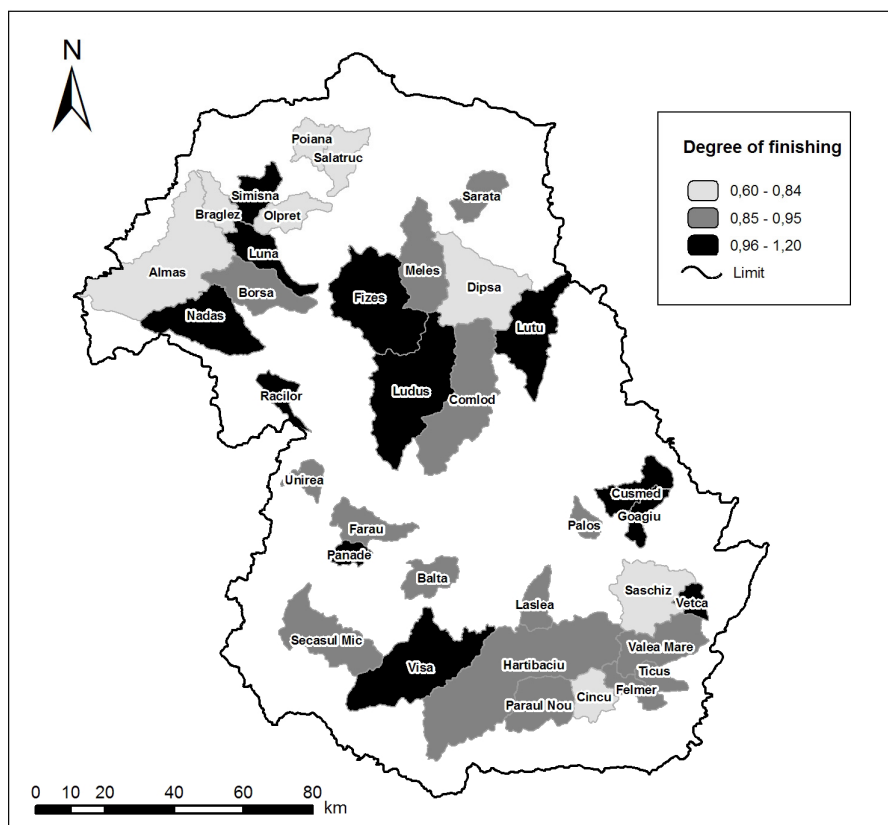 N
Degree of finishing
0,60 - 0,84
0,85 - 0,95
0,96 - 1,20
Limit
Poiana
Salatruc
Simisna
Sarata
Braglez
Olpret
Luna
Almas
Meles
Dipsa
Borsa
Fizes
Nadas
Lutu
Ludus
Racilor
Comlod
Unirea
Cusmed
Goagiu
Palos
Farau
Panade
Balta
Saschiz
Laslea
Vetca
Secasul Mic
Valea Mare
Visa
Hartibaciu
Ticus
Felmer
Cincu
Paraul Nou
0 10 20 40 60 80
km